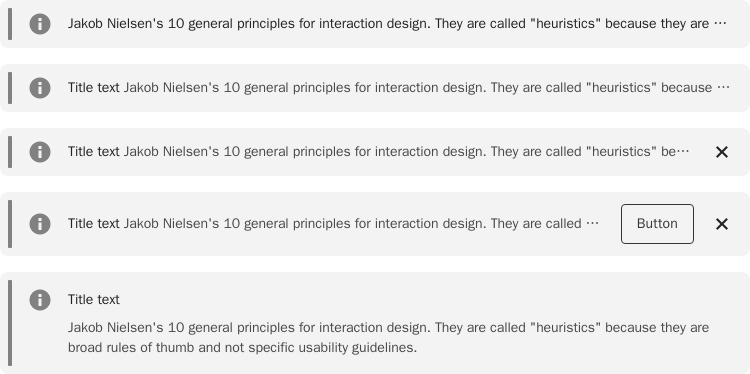 Jakob Nielsen's 10 general principles for interaction design. They are called "heuristics" because they are ···
Title text Jakob Nielsen's 10 general principles for interaction design. They are called "heuristics" because ···
Title text Jakob Nielsen's 10 general principles for interaction design. They are called "heuristics" be···
Title text Jakob Nielsen's 10 general principles for interaction design. They are called ··· Button
Title text
Jakob Nielsen's 10 general principles for interaction design. They are called "heuristics" because they are
broad rules of thumb and not specific usability guidelines.